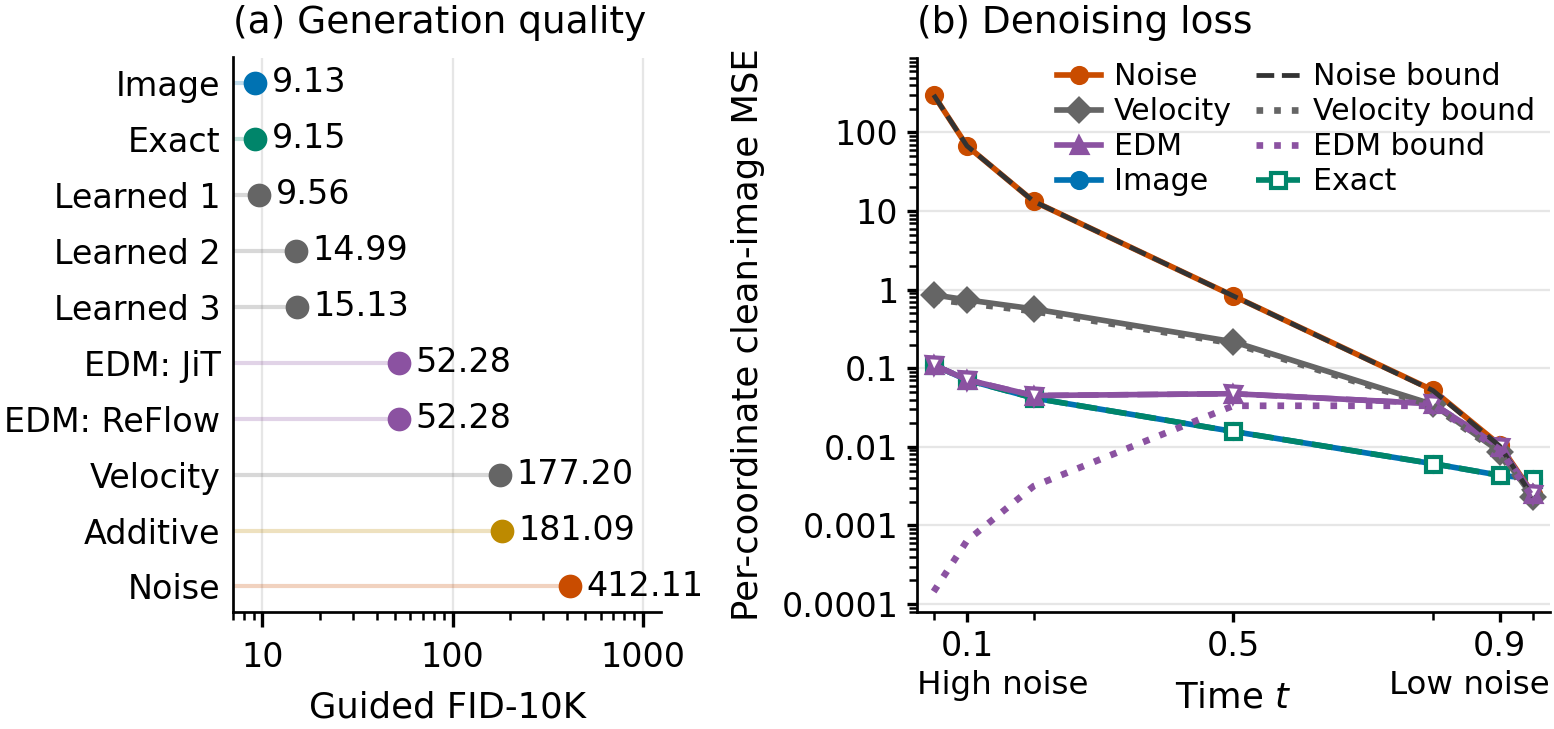 (a) Generation quality
Image 9.13
Exact 9.15
Learned 1 9.56
Learned 2 14.99
Learned 3 15.13
EDM: JiT 52.28
EDM: ReFlow 52.28
Velocity 177.20
Additive 181.09
Noise 412.11
10 100 1000
Guided FID-10K
(b) Denoising loss
Per-coordinate clean-image MSE
Noise
Velocity
EDM
Image
Noise bound
Velocity bound
EDM bound
Exact
100
10
1
0.1
0.01
0.001
0.0001
0.1 0.5 0.9
High noise Time t Low noise